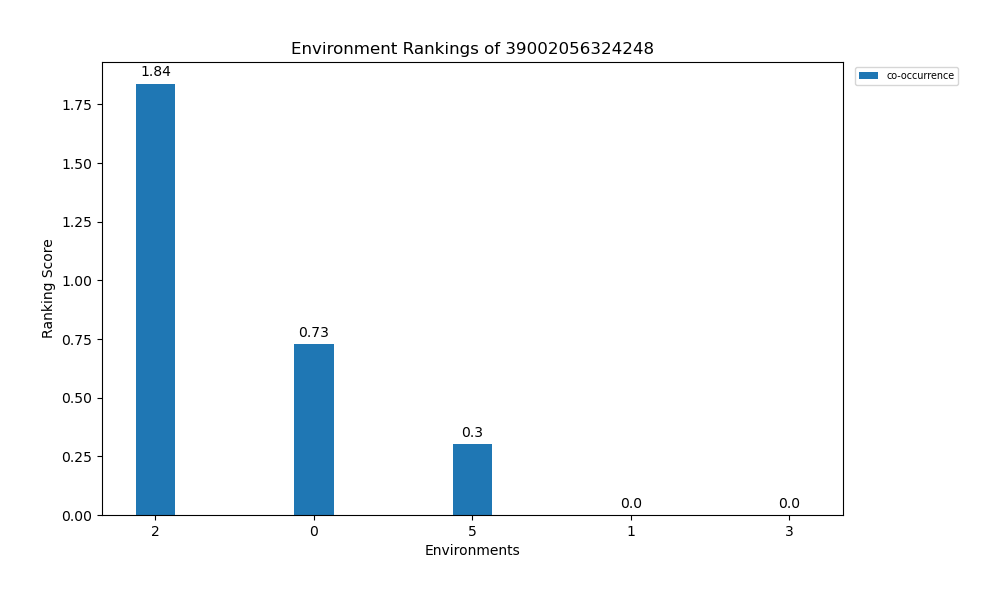 Environment Rankings of 39002056324248
co-occurrence
1.84
0.73
0.3
0.0
0.0
Ranking Score
1.75
1.50
1.25
1.00
0.75
0.50
0.25
0.00
2 0 5 1 3
Environments